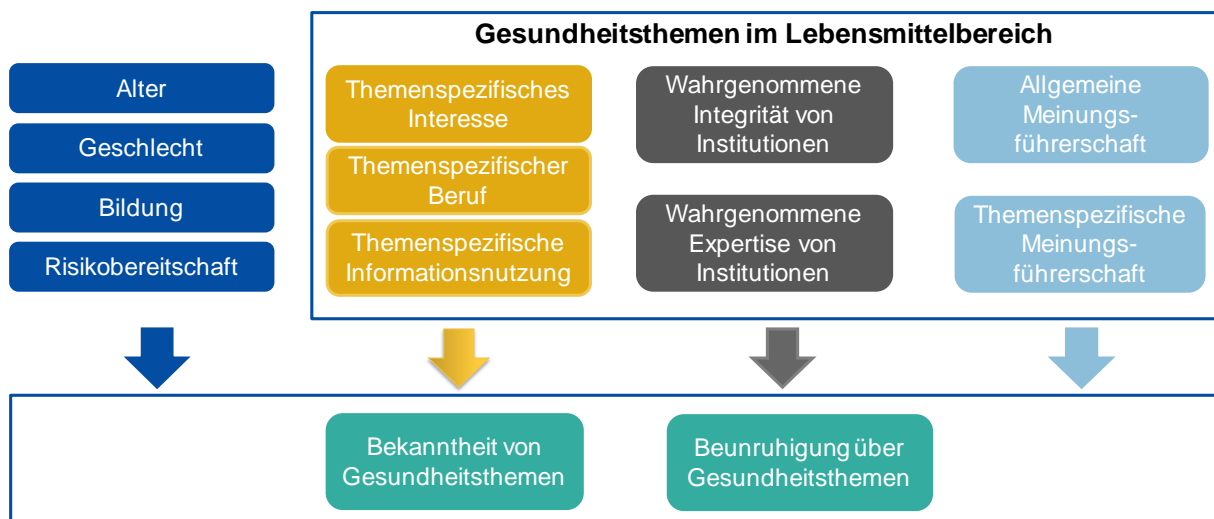 Gesundheitsthemen im Lebensmittelbereich
Alter
Geschlecht
Bildung
Risikobereitschaft
Themenspezifisches
Interesse
Themenspezifischer
Beruf
Themenspezifische
Informationsnutzung
Wahrgenommene
Integrität von
Institutionen
Wahrgenommene
Expertise von
Institutionen
Allgemeine
Meinungs-
führerschaft
Themenspezifische
Meinungs-
führerschaft
Bekanntheit von
Gesundheitsthemen
Beunruhigung über
Gesundheitsthemen